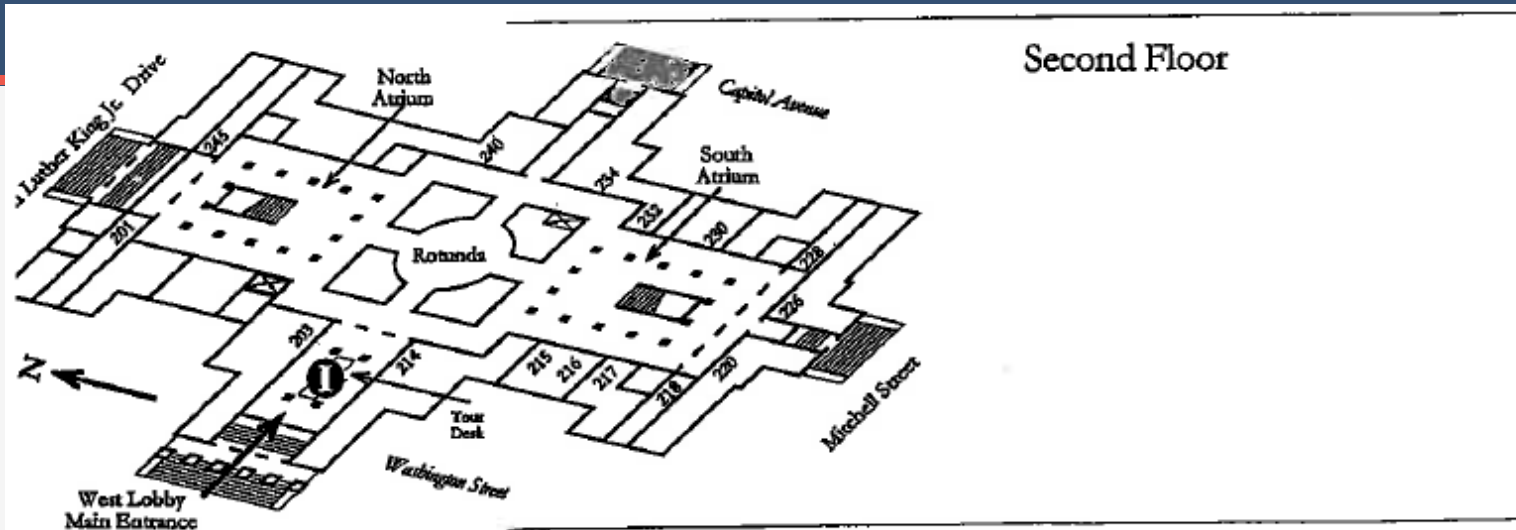 Second Floor
North
Atrium
Luther King Jr. Drive
Capitol Avenue
245
240
South
Atrium
234
232
230
201
Rotunda
228
226
203
214
215
216
217
218
220
N
I
Tour
Desk
Mitchell Street
Washington Street
West Lobby
Main Entrance